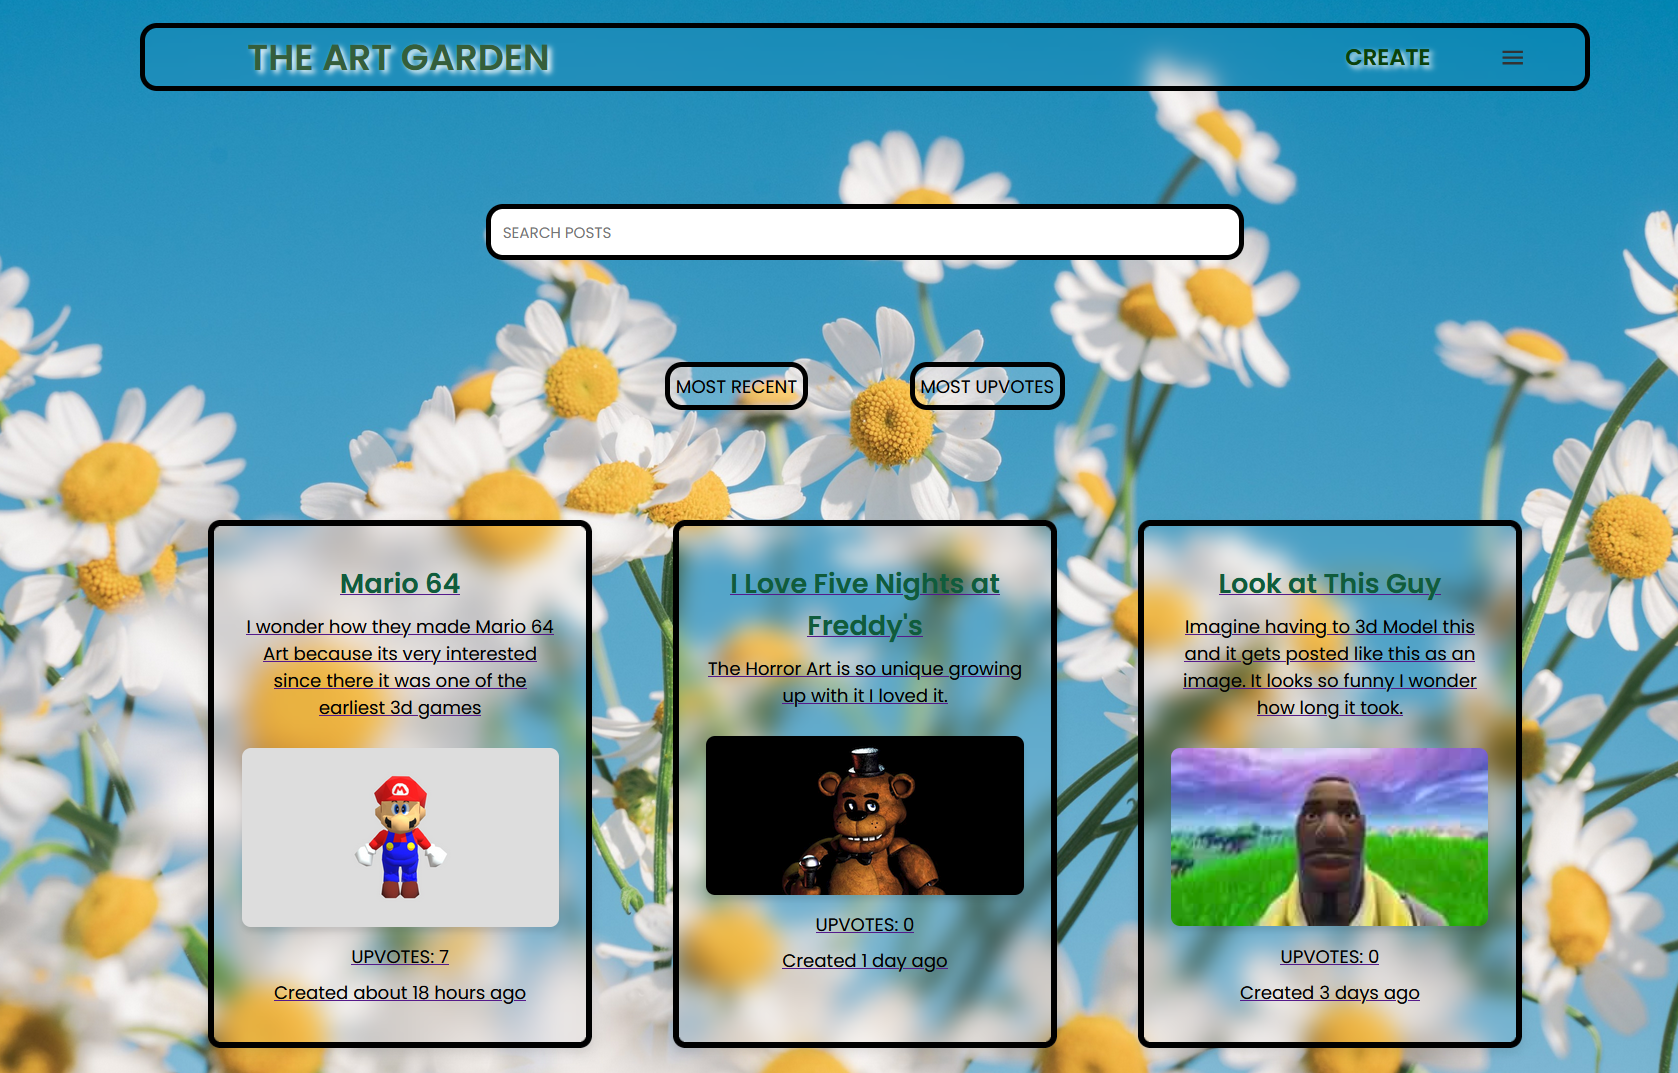 THE ART GARDEN
CREATE
SEARCH POSTS
MOST RECENT
MOST UPVOTES
Mario 64
I wonder how they made Mario 64
Art because its very interested
since there it was one of the
earliest 3d games
M
UPVOTES: 7
Created about 18 hours ago
I Love Five Nights at
Freddy's
The Horror Art is so unique growing
up with it I loved it.
UPVOTES: 0
Created 1 day ago
Look at This Guy
Imagine having to 3d Model this
and it gets posted like this as an
image. It looks so funny I wonder
how long it took.
UPVOTES: 0
Created 3 days ago